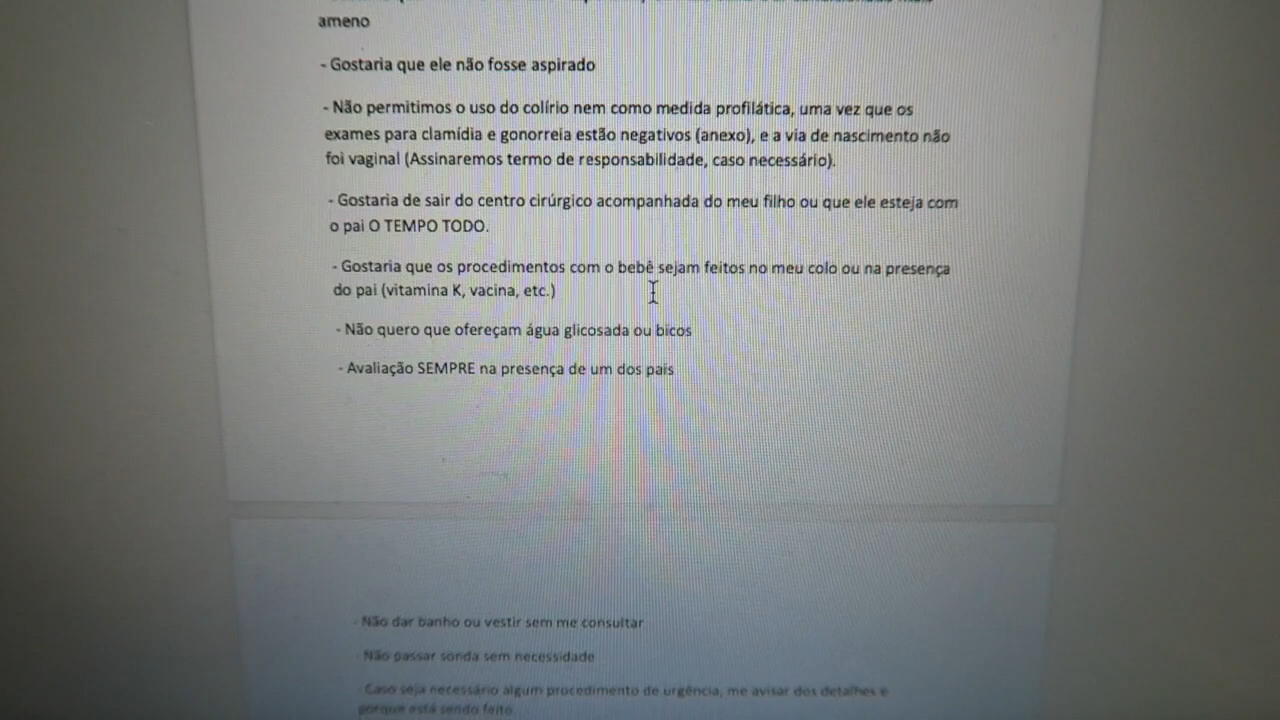 ameno
- Gostaria que ele não fosse aspirado
- Não permitimos o uso do colírio nem como medida profilática, uma vez que os
exames para clamídia e gonorreia estão negativos (anexo), e a via de nascimento não
foi vaginal (Assinaremos termo de responsabilidade, caso necessário).
- Gostaria de sair do centro cirúrgico acompanhada do meu filho ou que ele esteja com
o pai O TEMPO TODO.
- Gostaria que os procedimentos com o bebê sejam feitos no meu colo ou na presença
do pai (vitamina K, vacina, etc.)
- Não quero que ofereçam água glicosada ou bicos
- Avaliação SEMPRE na presença de um dos pais
- Não dar banho ou vestir sem me consultar
- Não passar sonda sem necessidade
- Caso seja necessário algum procedimento de urgência, me avisar dos detalhes e
porque está sendo feito